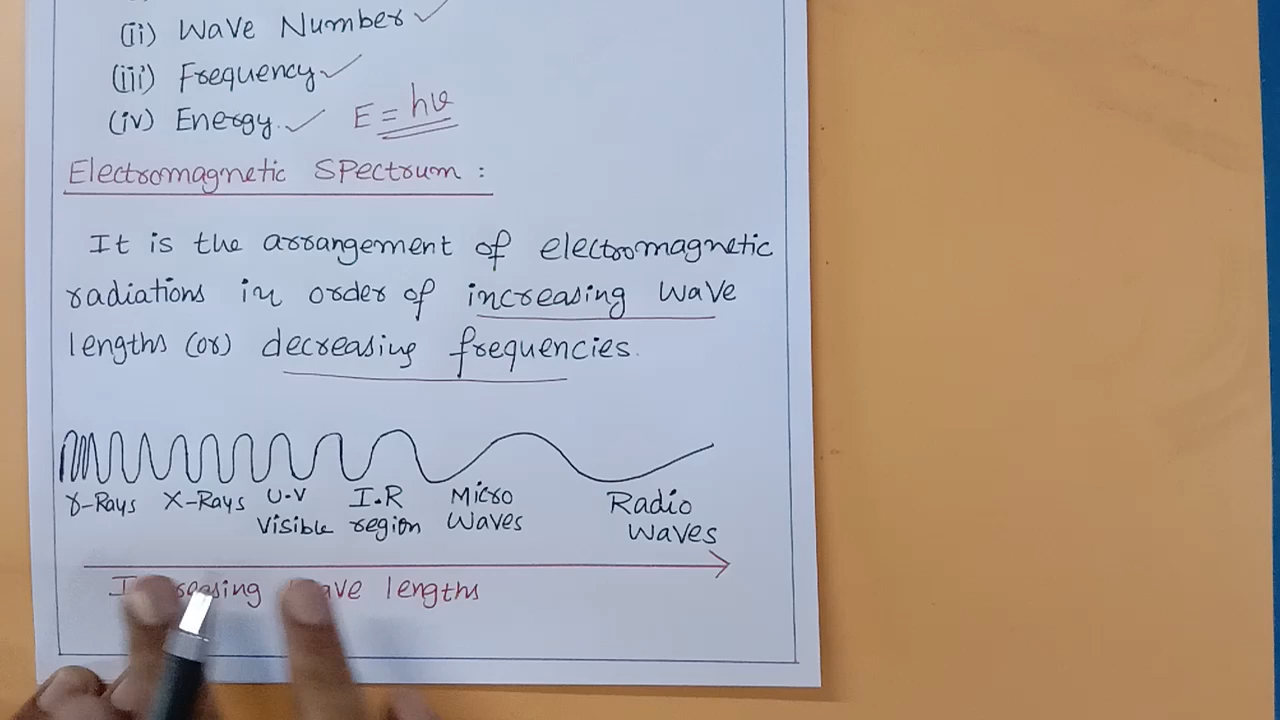 (ii) Wave Number ✓
(iii) Frequency ✓
(iv) Energy. ✓ E = hν
Electromagnetic Spectrum :
It is the arrangement of electromagnetic
radiations in order of increasing wave
lengths (or) decreasing frequencies.
γ-Rays X-Rays U.V Visible I.R region Micro Waves Radio Waves
lengths